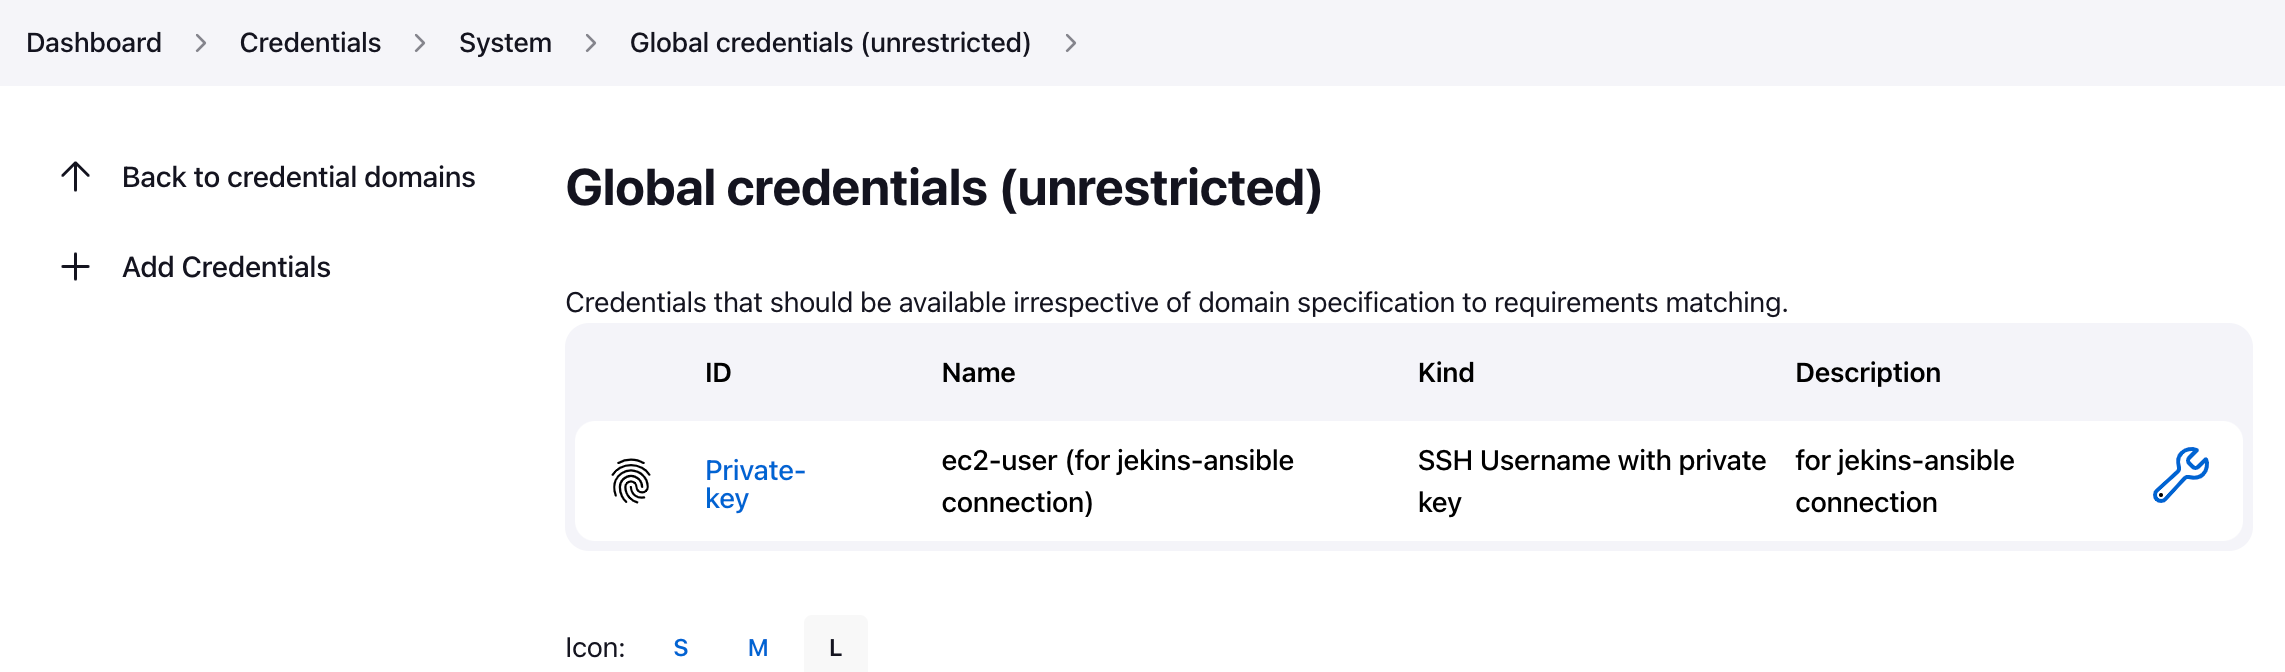 Dashboard > Credentials > System > Global credentials (unrestricted) >
Back to credential domains
Add Credentials
Global credentials (unrestricted)
Credentials that should be available irrespective of domain specification to requirements matching.
ID Name Kind Description
Private-
key
ec2-user (for jekins-ansible
connection)
SSH Username with private
key
for jekins-ansible
connection
Icon: S M L